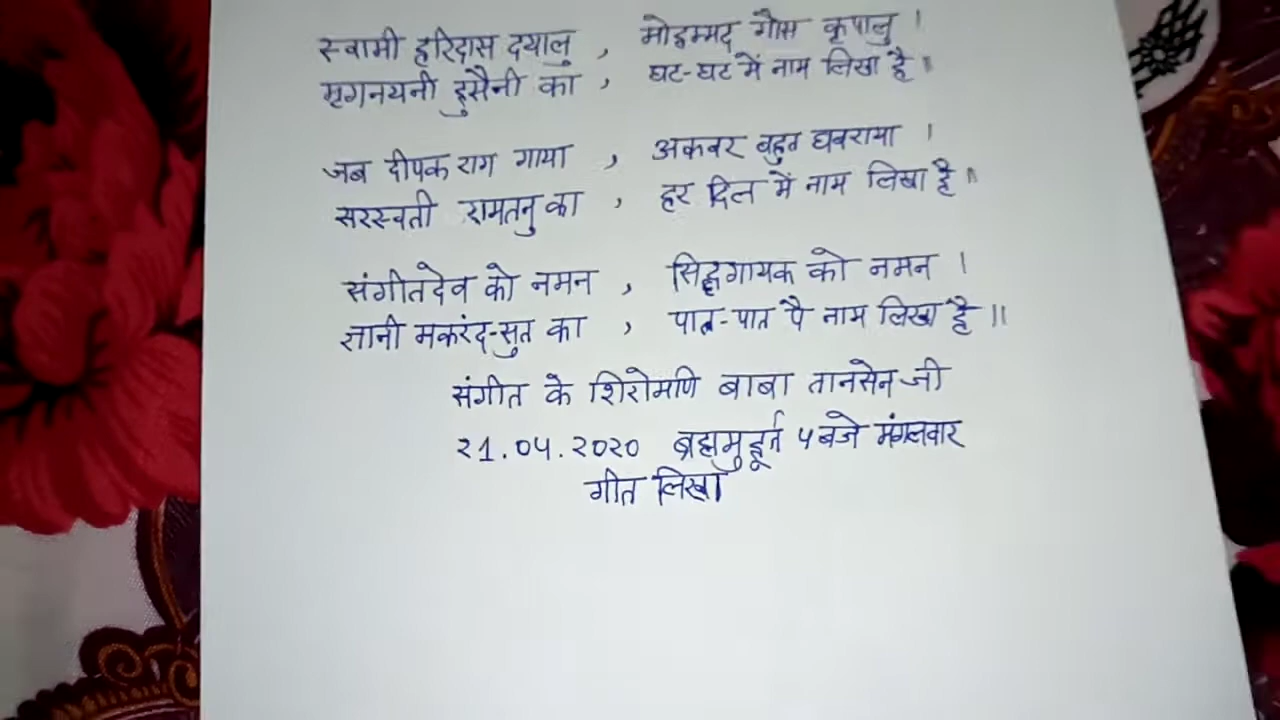 स्वामी हरिदास दयालु , मोहम्मद गौस कृपालु ।
मृगनयनी हुसैनी का , घट-घट में नाम लिखा है ॥
जब दीपक राग गाया , अकबर बहुत घबराया ।
सरस्वती रामतनु का , हर दिल में नाम लिखा है ॥
संगीतदेव को नमन , सिद्धगायक को नमन ।
ज्ञानी मकरंद-सुत का , पात-पात पै नाम लिखा है ॥
संगीत के शिरोमणि बाबा तानसेन जी
२1.०५.२०२० ब्रह्ममुहूर्त ५ बजे मंगलवार
गीत लिखा